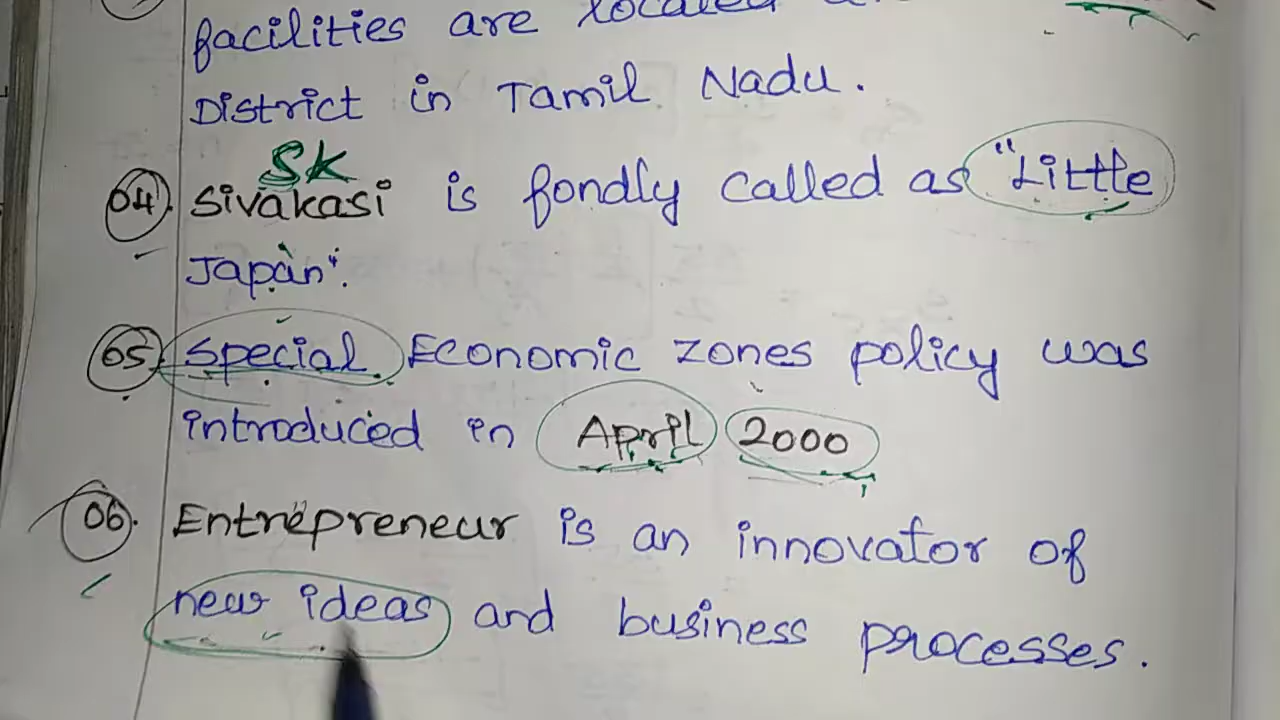 facilities are located
District in Tamil Nadu.
SK
04. Sivakasi is fondly called as "Little
Japan".
05. Special Economic zones policy was
introduced in April 2000
06. Entrepreneur is an innovator of
new ideas and business processes.